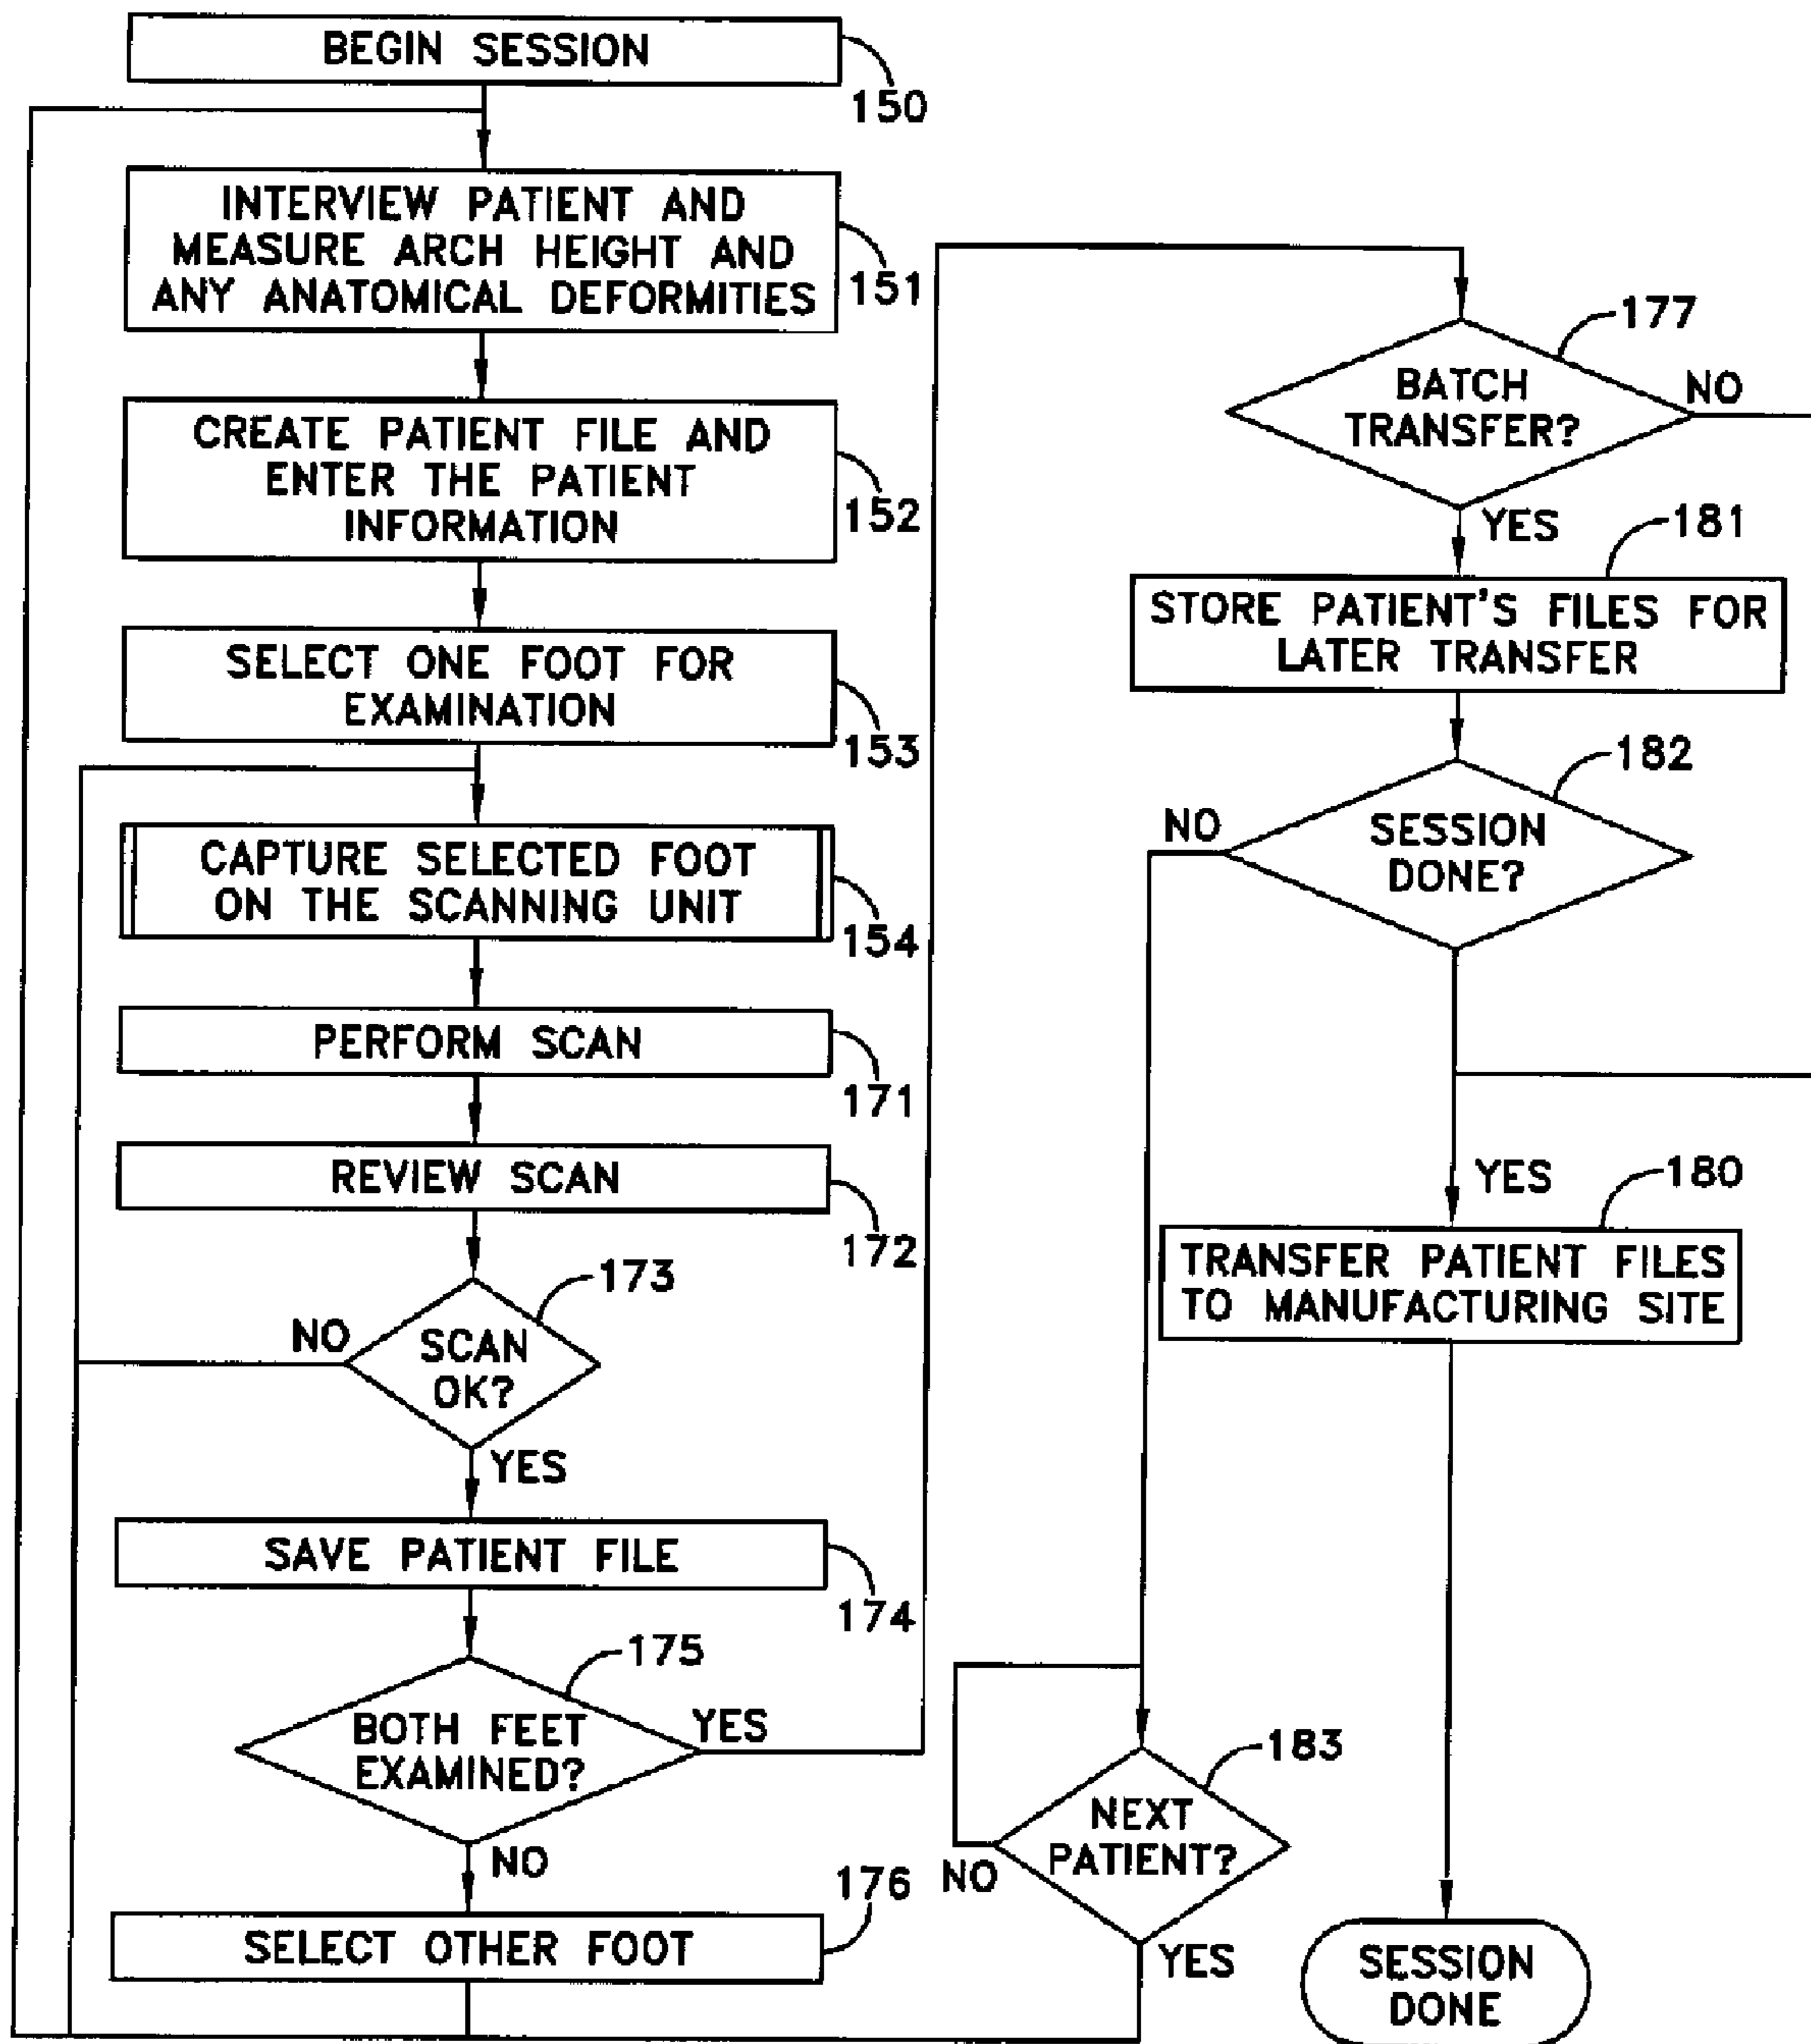 BEGIN SESSION
150
INTERVIEW PATIENT AND
MEASURE ARCH HEIGHT AND
ANY ANATOMICAL DEFORMITIES
151
CREATE PATIENT FILE AND
ENTER THE PATIENT
INFORMATION
152
SELECT ONE FOOT FOR
EXAMINATION
153
CAPTURE SELECTED FOOT
ON THE SCANNING UNIT
154
PERFORM SCAN
171
REVIEW SCAN
172
173
SCAN
OK?
NO
YES
SAVE PATIENT FILE
174
175
BOTH FEET
EXAMINED?
YES
NO
176
SELECT OTHER FOOT
177
BATCH
TRANSFER?
NO
YES
181
STORE PATIENT'S FILES FOR
LATER TRANSFER
182
NO
SESSION
DONE?
YES
180
TRANSFER PATIENT FILES
TO MANUFACTURING SITE
183
NEXT
PATIENT?
NO
YES
SESSION
DONE